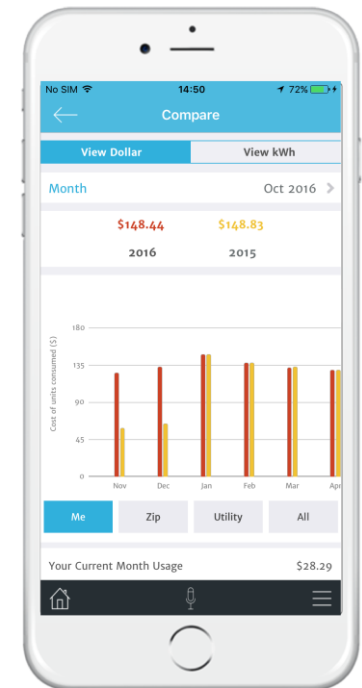 No SIM 14:50 72%
Compare
View Dollar View kWh
Month Oct 2016
$148.44 $148.83
2016 2015
Cost of units consumed ($)
180
135
90
45
0
Nov Dec Jan Feb Mar Apr
Me Zip Utility All
Your Current Month Usage $28.29